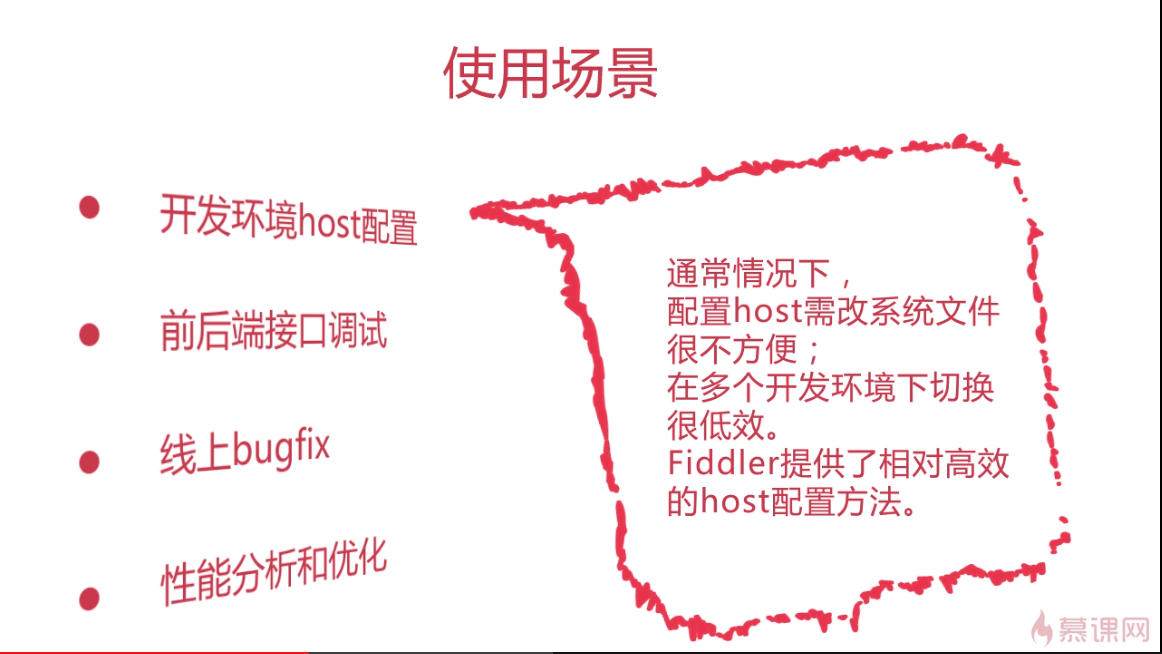 使用场景
开发环境host配置
前后端接口调试
线上bugfix
性能分析和优化
通常情况下，
配置host需改系统文件
很不方便；
在多个开发环境下切换
很低效。
Fiddler提供了相对高效
的host配置方法。
慕课网